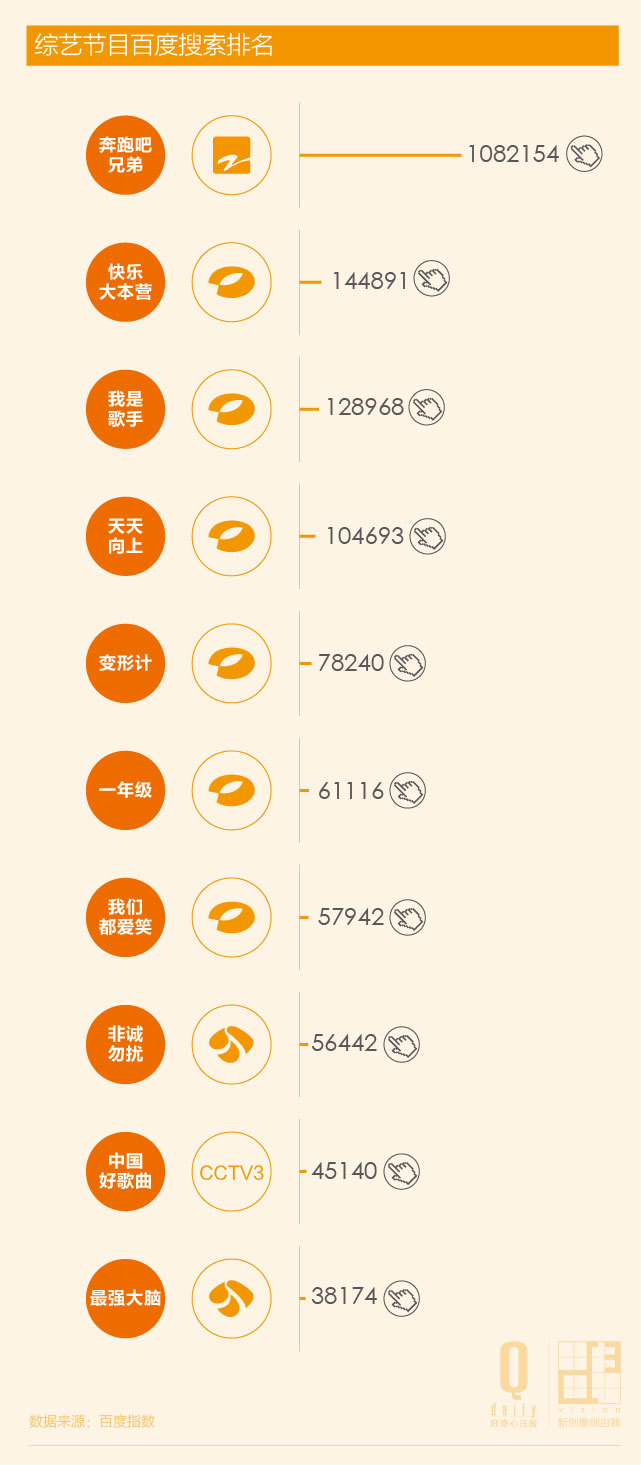 综艺节目百度搜索排名
奔跑吧
兄弟
1082154
快乐
大本营
144891
我是
歌手
128968
天天
向上
104693
变形计
78240
一年级
61116
我们
都爱笑
57942
非诚
勿扰
56442
中国
好歌曲
CCTV3
45140
最强大脑
38174
数据来源：百度指数
Q
daily
好奇心日报
vision
新创意创由我